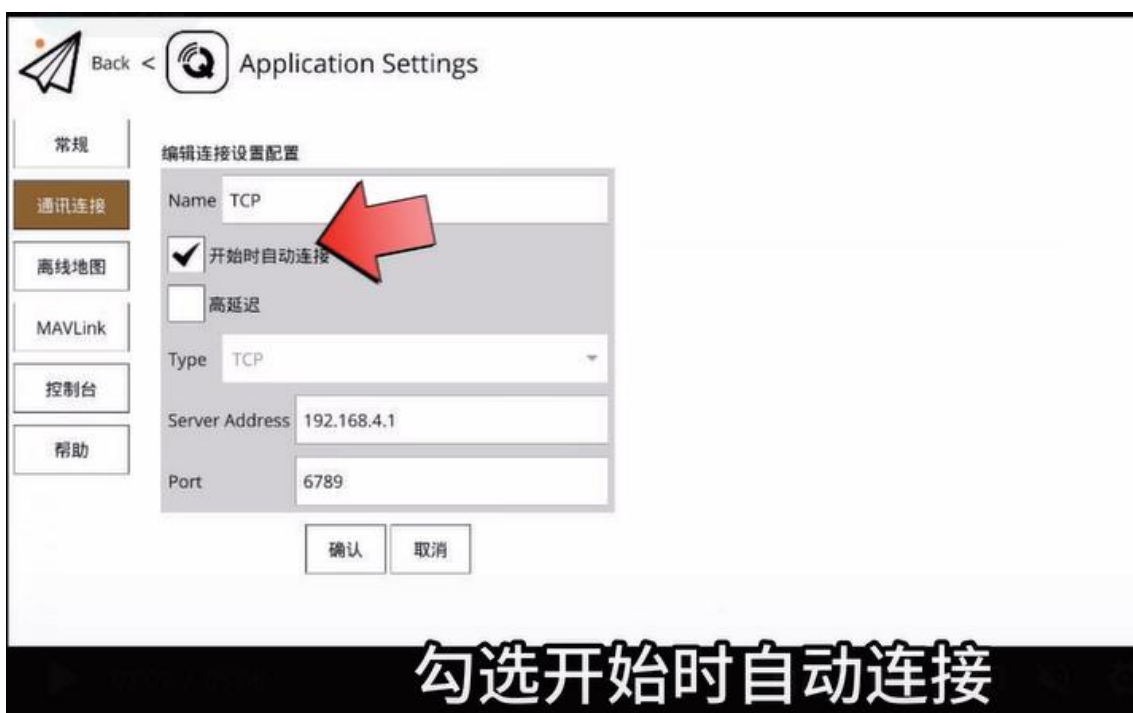 Back < Application Settings
常规
通讯连接
离线地图
MAVLink
控制台
帮助
编辑连接设置配置
Name TCP
开始时自动连接
高延迟
Type TCP
Server Address 192.168.4.1
Port 6789
确认 取消
勾选开始时自动连接